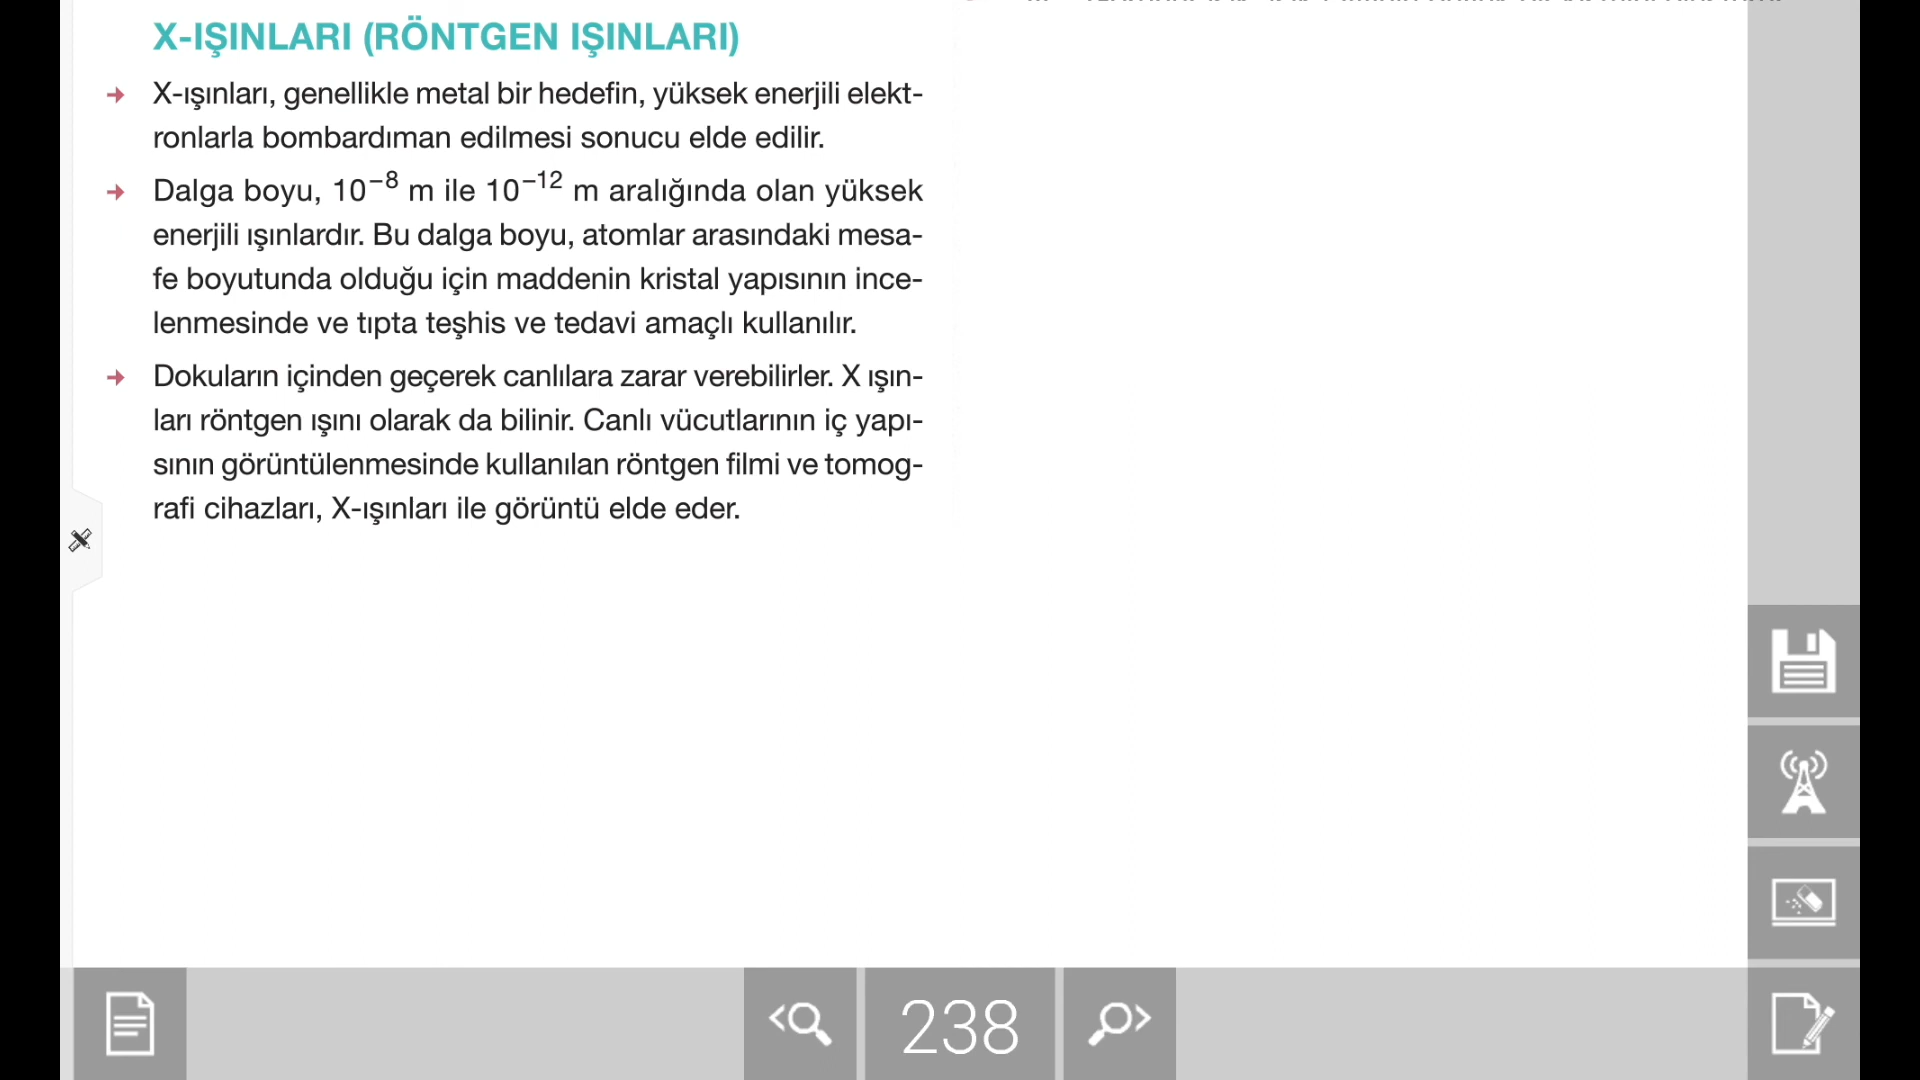 X-IŞINLARI (RÖNTGEN IŞINLARI)
X-ışınları, genellikle metal bir hedefin, yüksek enerjili elekt-
ronlarla bombardıman edilmesi sonucu elde edilir.
Dalga boyu, 10⁻⁸ m ile 10⁻¹² m aralığında olan yüksek
enerjili ışınlardır. Bu dalga boyu, atomlar arasındaki mesa-
fe boyutunda olduğu için maddenin kristal yapısının ince-
lenmesinde ve tıpta teşhis ve tedavi amaçlı kullanılır.
Dokuların içinden geçerek canlılara zarar verebilirler. X ışın-
ları röntgen ışını olarak da bilinir. Canlı vücutlarının iç yapı-
sının görüntülenmesinde kullanılan röntgen filmi ve tomog-
rafi cihazları, X-ışınları ile görüntü elde eder.
238